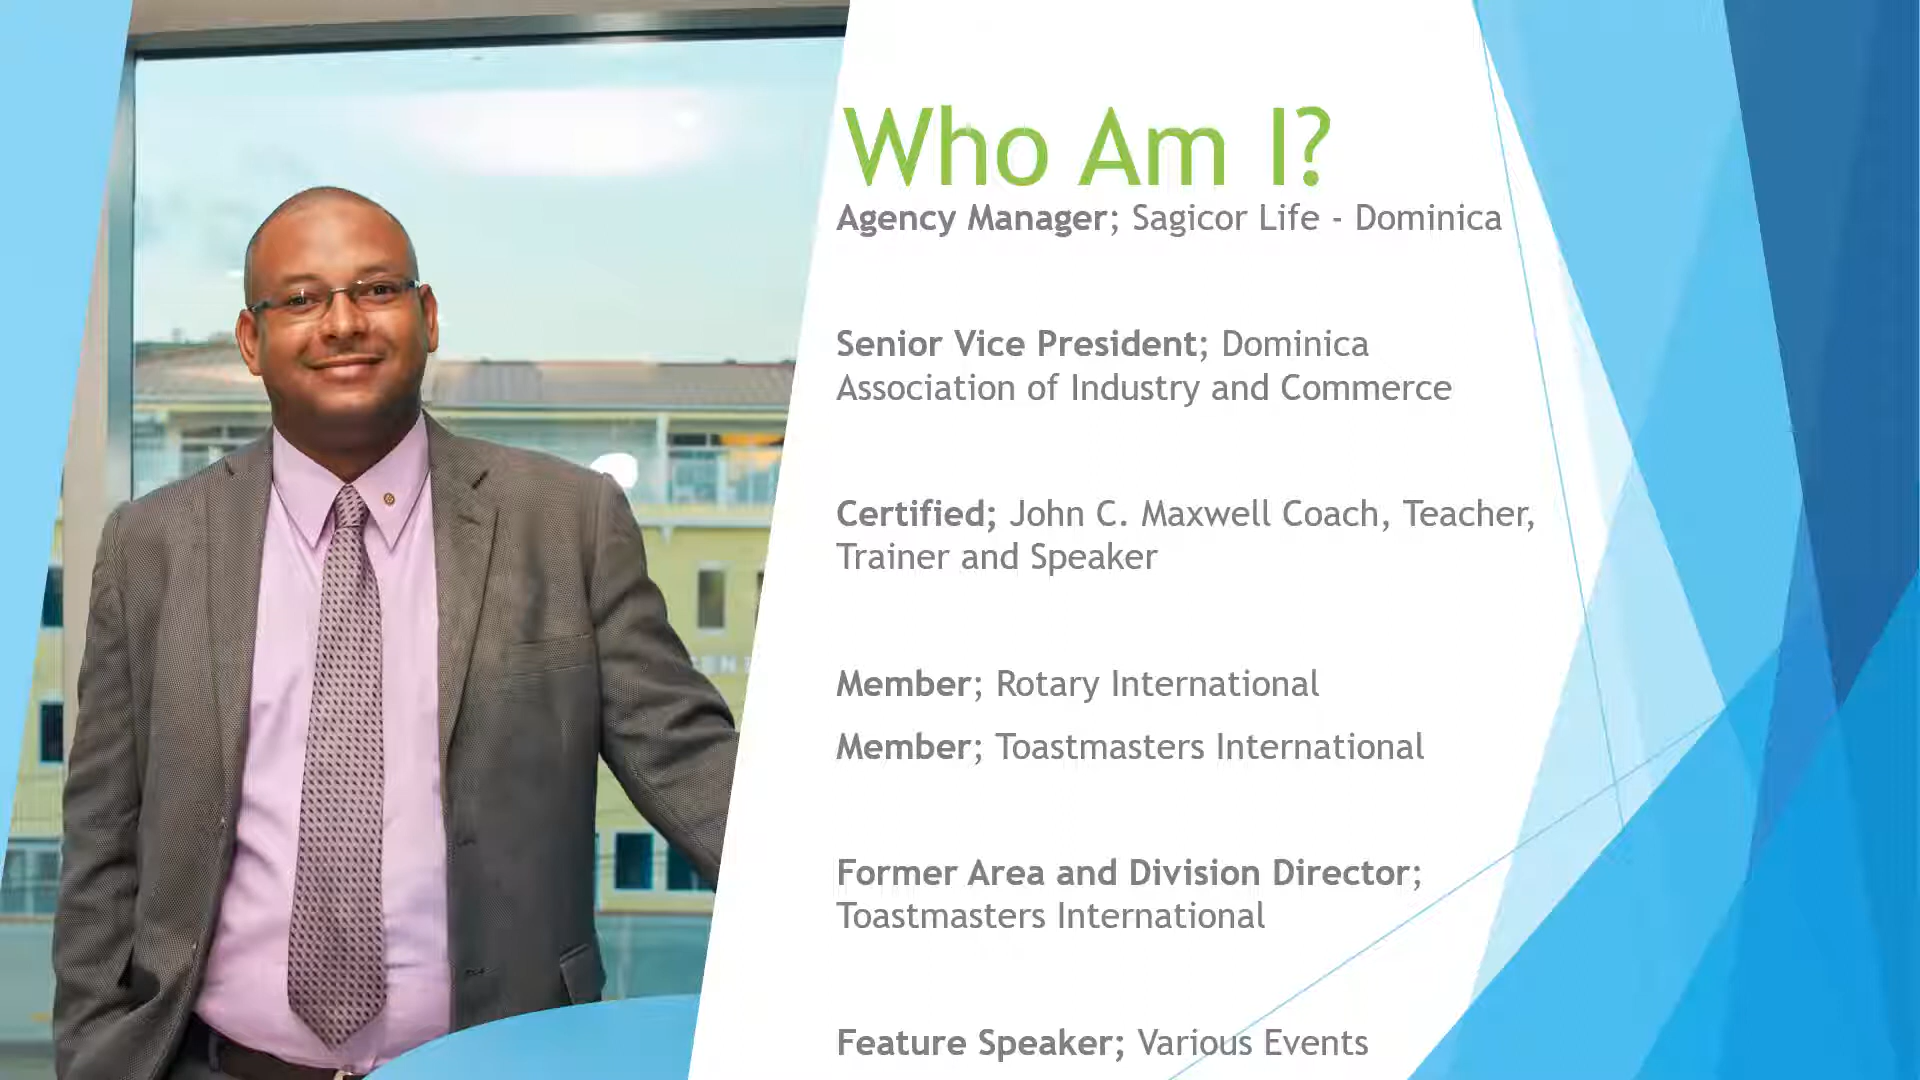 Who Am I?
Agency Manager; Sagicor Life - Dominica
Senior Vice President; Dominica
Association of Industry and Commerce
Certified; John C. Maxwell Coach, Teacher,
Trainer and Speaker
Member; Rotary International
Member; Toastmasters International
Former Area and Division Director;
Toastmasters International
Feature Speaker; Various Events